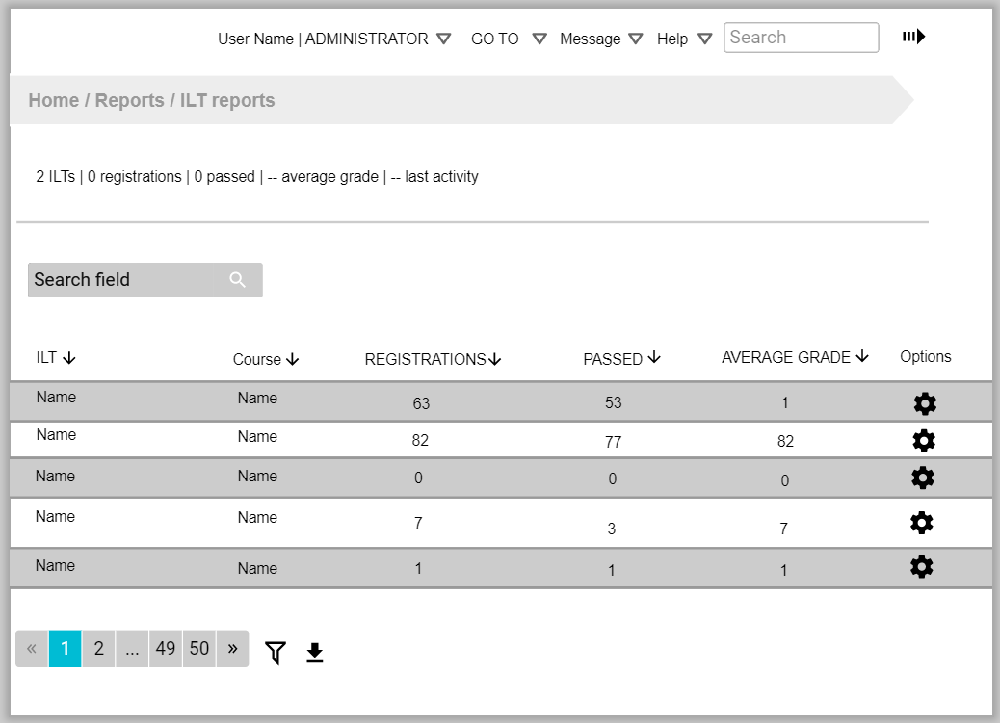 User Name | ADMINISTRATOR GO TO Message Help Search
Home / Reports / ILT reports
2 ILTs | 0 registrations | 0 passed | -- average grade | -- last activity
Search field
ILT Course REGISTRATIONS PASSED AVERAGE GRADE Options
Name Name 63 53 1
Name Name 82 77 82
Name Name 0 0 0
Name Name 7 3 7
Name Name 1 1 1
« 1 2 ... 49 50 »